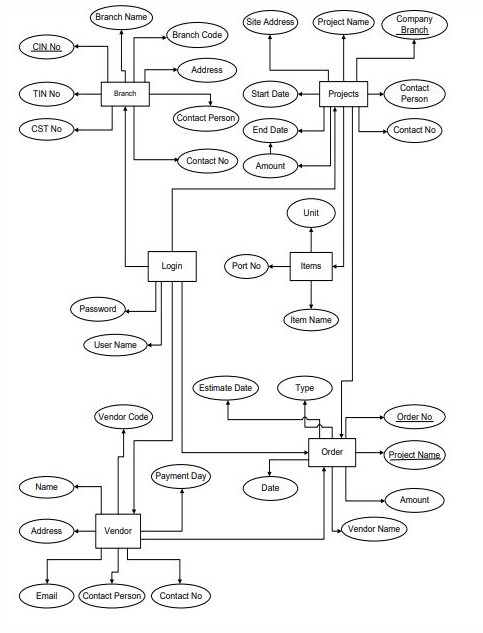 Branch Name
Branch Code
CIN No
Address
TIN No
Branch
CST No
Contact Person
Contact No
Site Address
Project Name
Company
Branch
Start Date
Projects
Contact
Person
End Date
Contact No
Amount
Unit
Login
Port No
Items
Item Name
Password
User Name
Estimate Date
Type
Vendor Code
Order No
Order
Project Name
Payment Day
Date
Amount
Name
Vendor Name
Address
Vendor
Email
Contact Person
Contact No